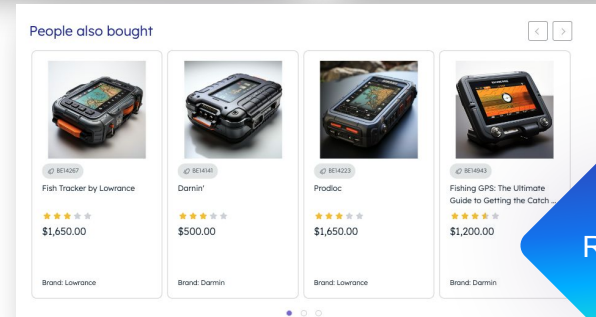 People also bought
BE14267
Fish Tracker by Lowrance
$1,650.00
Brand: Lowrance
BE14141
Darnin'
$500.00
Brand: Darmin
BE14223
Prodloc
$1,650.00
Brand: Lowrance
BE14943
Fishing GPS: The Ultimate
Guide to Getting the Catch ...
$1,200.00
Brand: Darmin
R